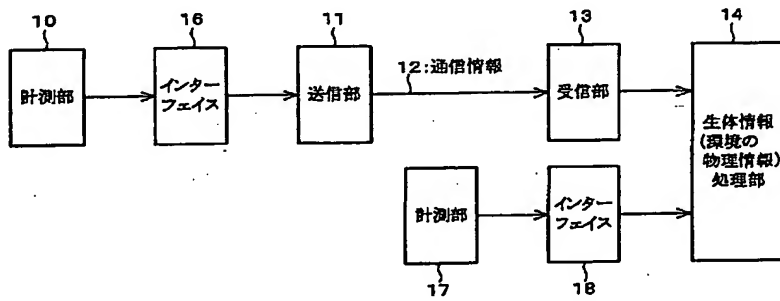 10
16
11
13
14
計測部
インター
フェイス
送信部
12:通信情報
受信部
生体情報
(環境の
物理情報)
処理部
計測部
インター
フェイス
17
18